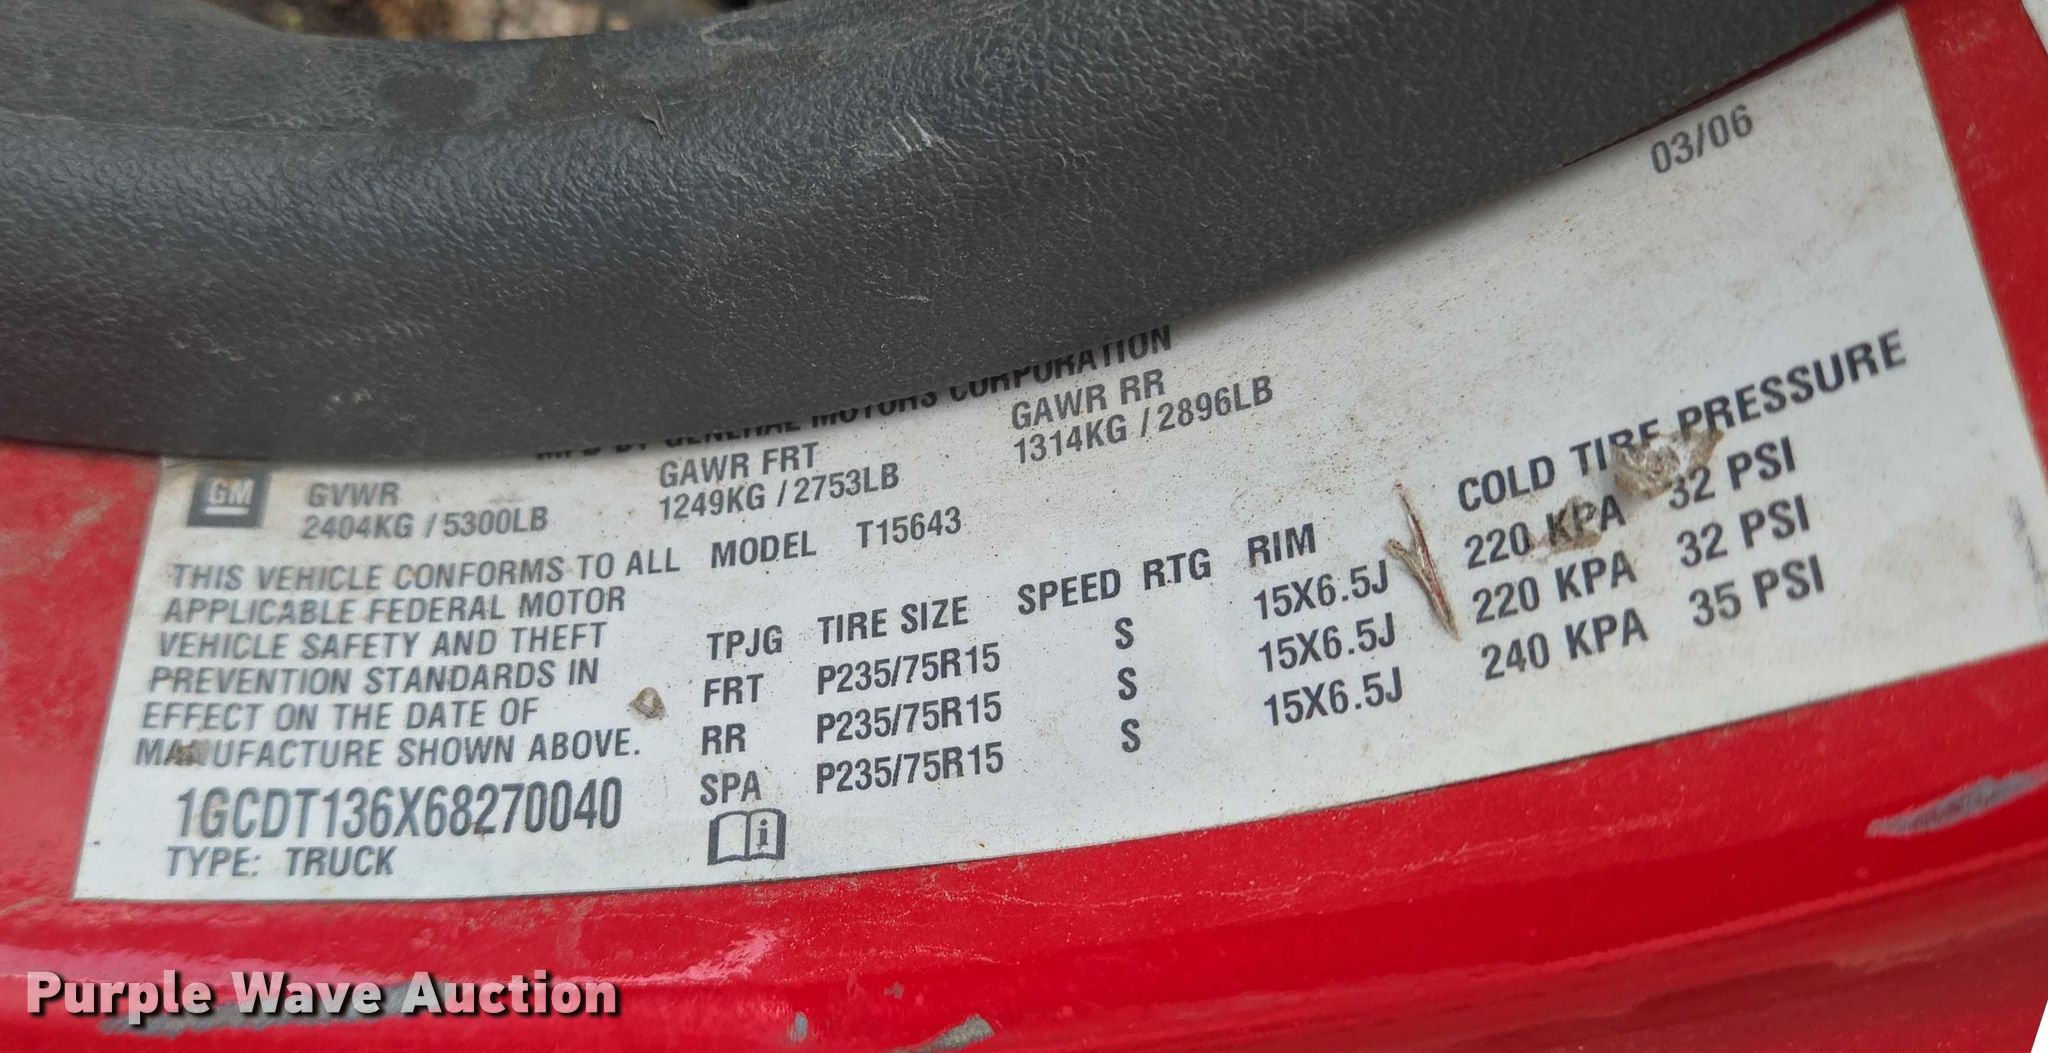 03/06
MFD BY GENERAL MOTORS CORPORATION
GM
GVWR GAWR FRT GAWR RR
2404KG / 5300LB 1249KG / 2753LB 1314KG / 2896LB
THIS VEHICLE CONFORMS TO ALL
APPLICABLE FEDERAL MOTOR
VEHICLE SAFETY AND THEFT
PREVENTION STANDARDS IN
EFFECT ON THE DATE OF
MANUFACTURE SHOWN ABOVE.
1GCDT136X68270040
TYPE: TRUCK
MODEL T15643
TPJG TIRE SIZE SPEED RTG RIM COLD TIRE PRESSURE
FRT P235/75R15 S 15X6.5J 220 KPA 32 PSI
RR P235/75R15 S 15X6.5J 220 KPA 32 PSI
SPA P235/75R15 S 15X6.5J 240 KPA 35 PSI
i
Purple Wave Auction